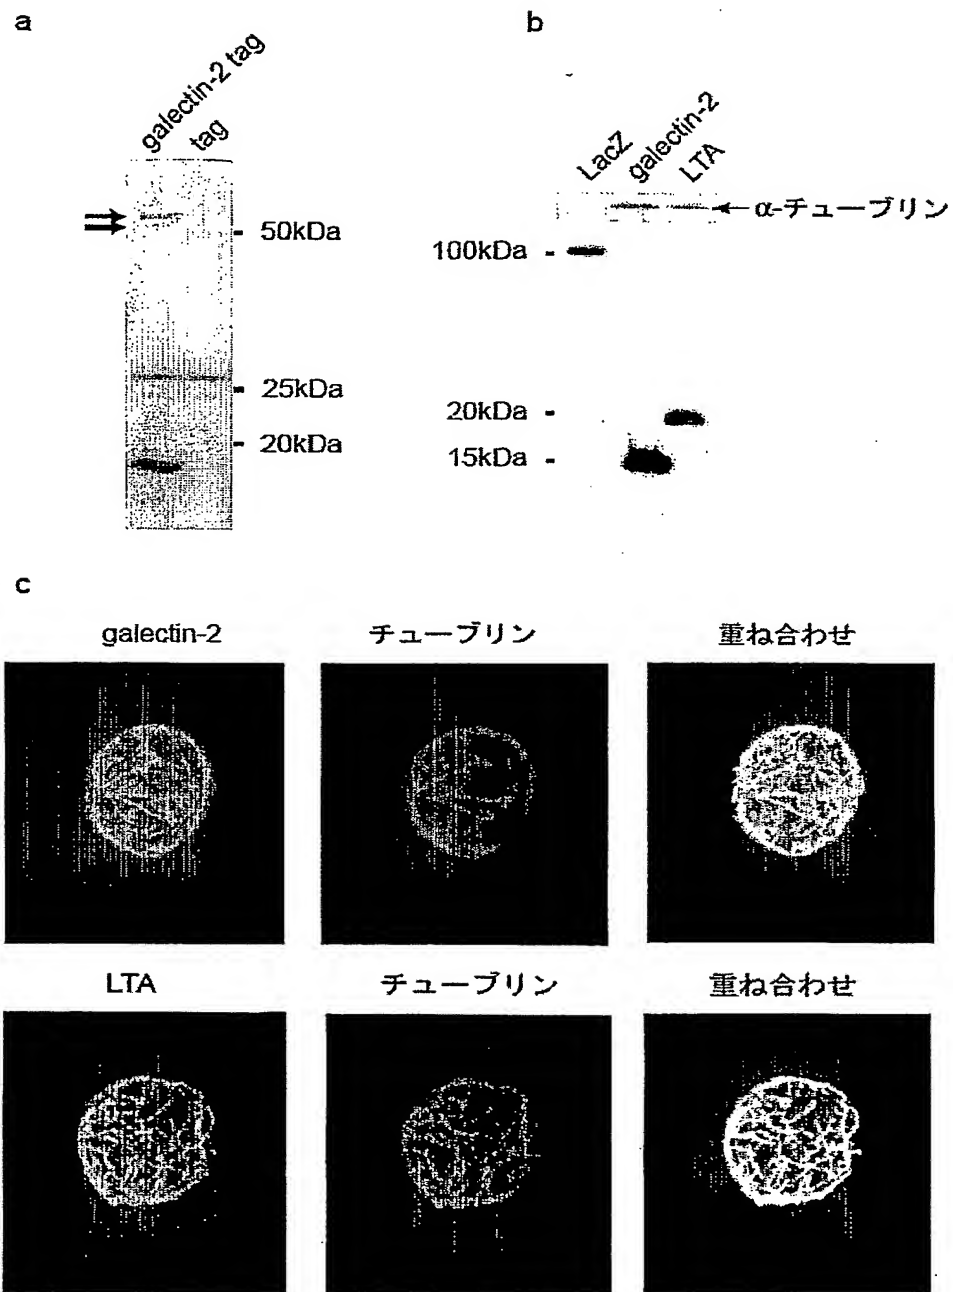 a
galectin-2 tag
tag
50kDa
25kDa
20kDa
b
LacZ
galectin-2
LTA
α-チューブリン
100kDa
20kDa
15kDa
c
galectin-2 チューブリン 重ね合わせ
LTA チューブリン 重ね合わせ